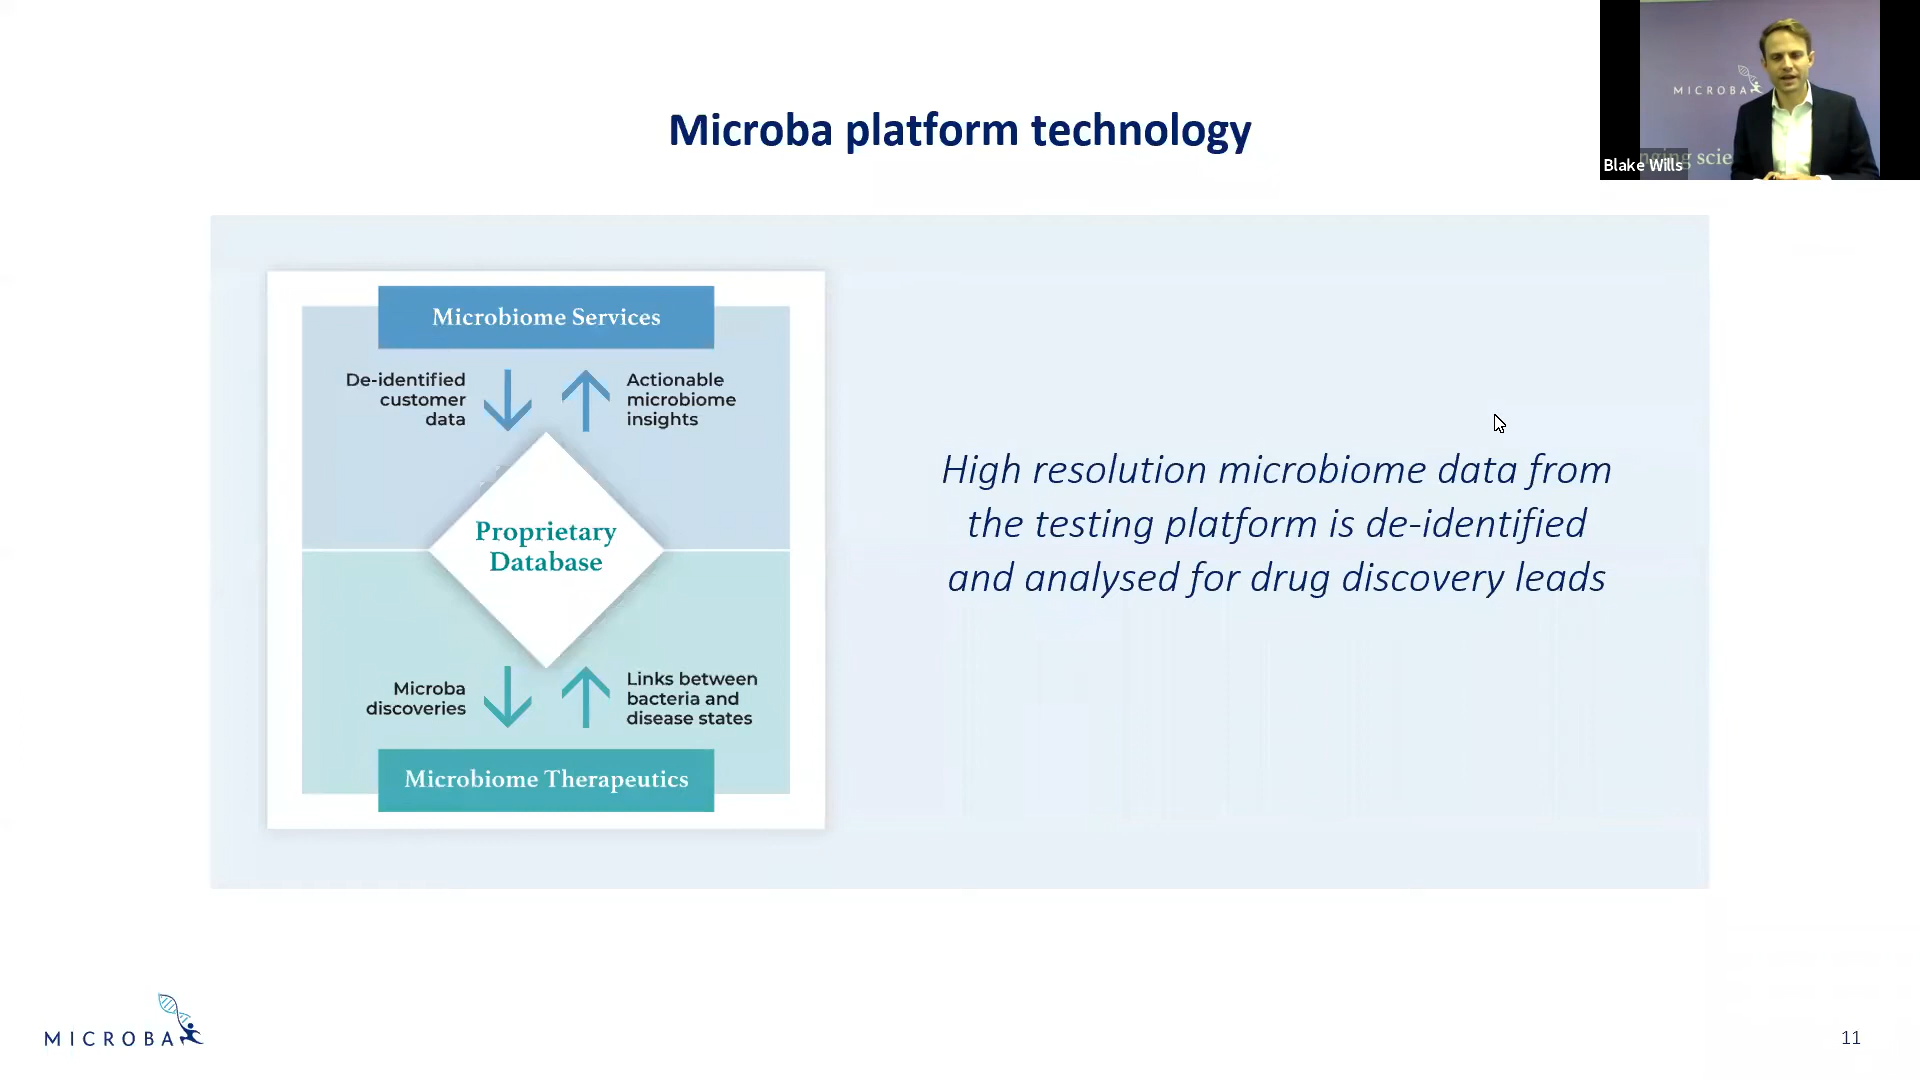 Microba platform technology
MICROBA
nging scie
Blake Wills
Microbiome Services
De-identified
customer
data
Actionable
microbiome
insights
Proprietary
Database
Microba
discoveries
Links between
bacteria and
disease states
Microbiome Therapeutics
High resolution microbiome data from
the testing platform is de-identified
and analysed for drug discovery leads
MICROBA
11